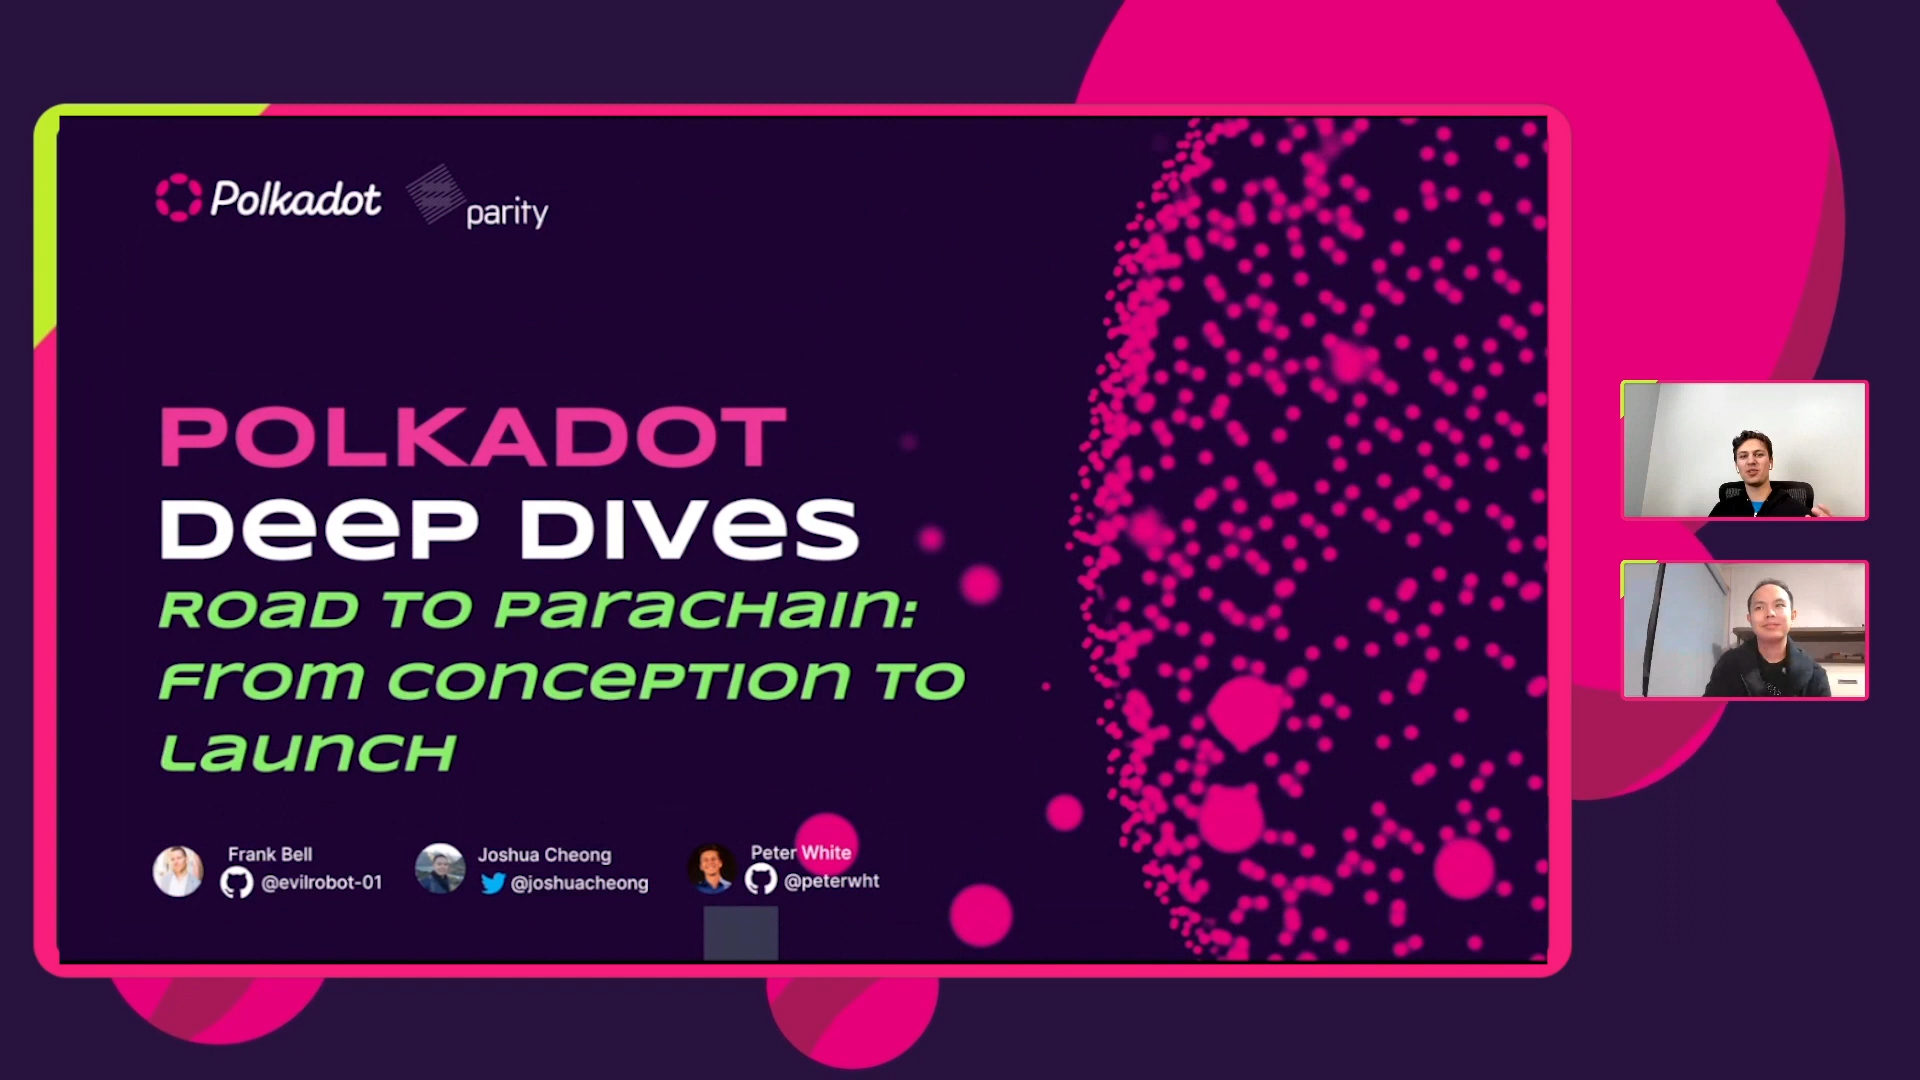 Polkadot
parity
POLKADOT
DEEP DIVES
ROAD TO PARACHAIN:
FROM CONCEPTION TO
LAUNCH
Frank Bell
@evilrobot-01
Joshua Cheong
@joshuacheong
Peter White
@peterwht